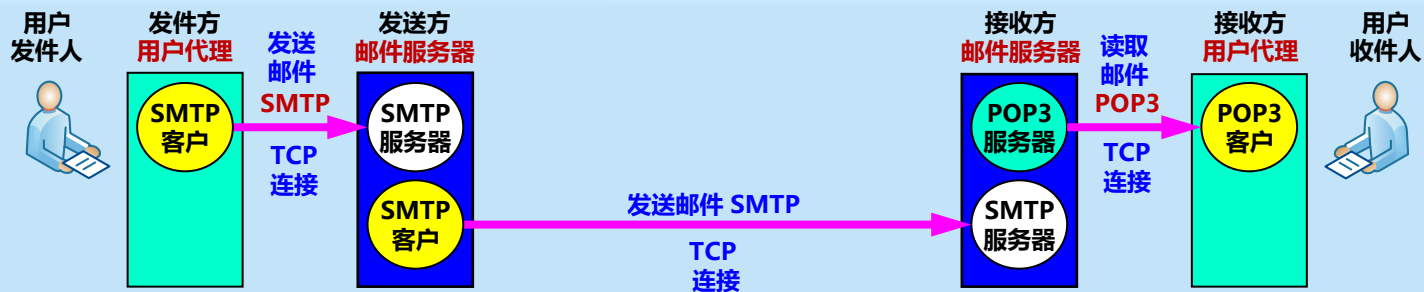 用户
发件人
发件方
用户代理
发送
邮件
SMTP
TCP
连接
SMTP
客户
发送方
邮件服务器
SMTP
服务器
SMTP
客户
发送邮件 SMTP
TCP
连接
接收方
邮件服务器
POP3
服务器
SMTP
服务器
读取
邮件
POP3
TCP
连接
接收方
用户代理
POP3
客户
用户
收件人